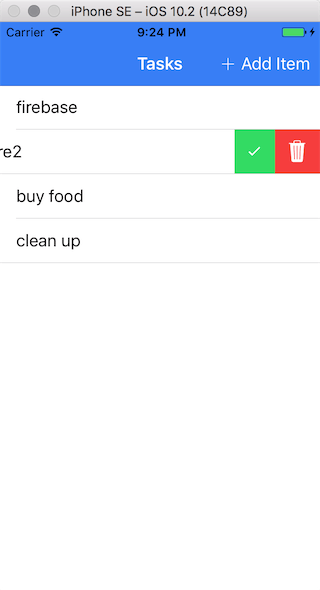 iPhone SE – iOS 10.2 (14C89)
Carrier 9:24 PM
Tasks + Add Item
firebase
re2
buy food
clean up